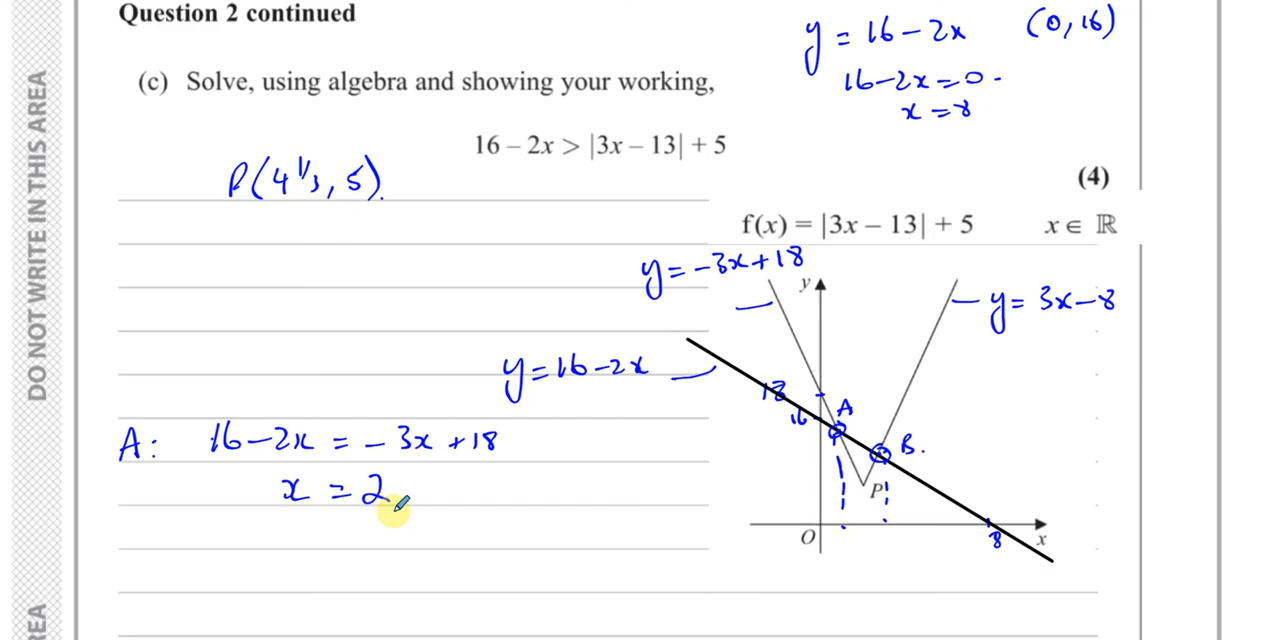 Question 2 continued
y = 16 – 2x (0, 16)
16 – 2x = 0
x = 8
(c) Solve, using algebra and showing your working,
16 – 2x > |3x – 13| + 5
P(4 1/3, 5).
(4)
f(x) = |3x – 13| + 5 x ∈ ℝ
y = –3x + 18
y
y = 3x – 8
y = 16 – 2x
18
16
A
B.
P
A: 16 – 2x = – 3x + 18
x = 2
O
8
x
DO NOT WRITE IN THIS AREA
EA